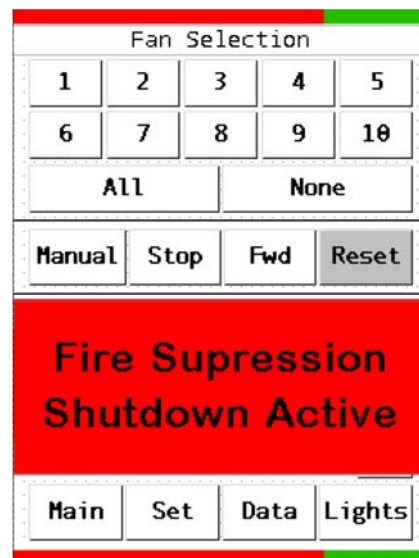 Fan Selection
1 2 3 4 5
6 7 8 9 10
All None
Manual Stop Fwd Reset
Fire Supression
Shutdown Active
Main Set Data Lights